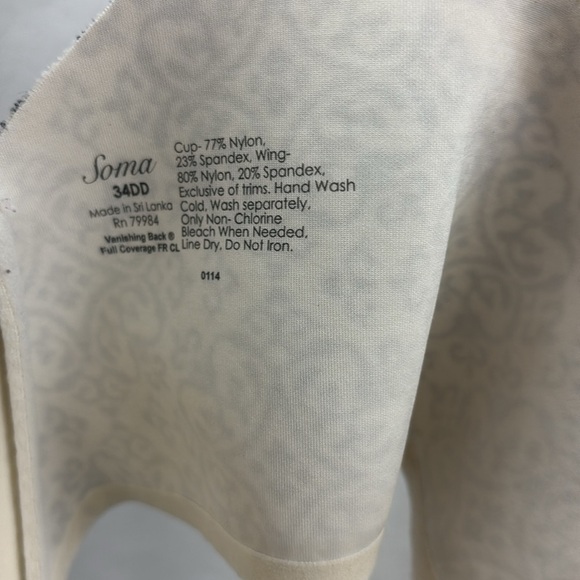 Soma
34DD
Made in Sri Lanka
Rn 79984
Vanishing Back ®
Full Coverage FR CL
Cup- 77% Nylon,
23% Spandex, Wing-
80% Nylon, 20% Spandex,
Exclusive of trims. Hand Wash
Cold, Wash separately,
Only Non- Chlorine
Bleach When Needed,
Line Dry, Do Not Iron.
0114